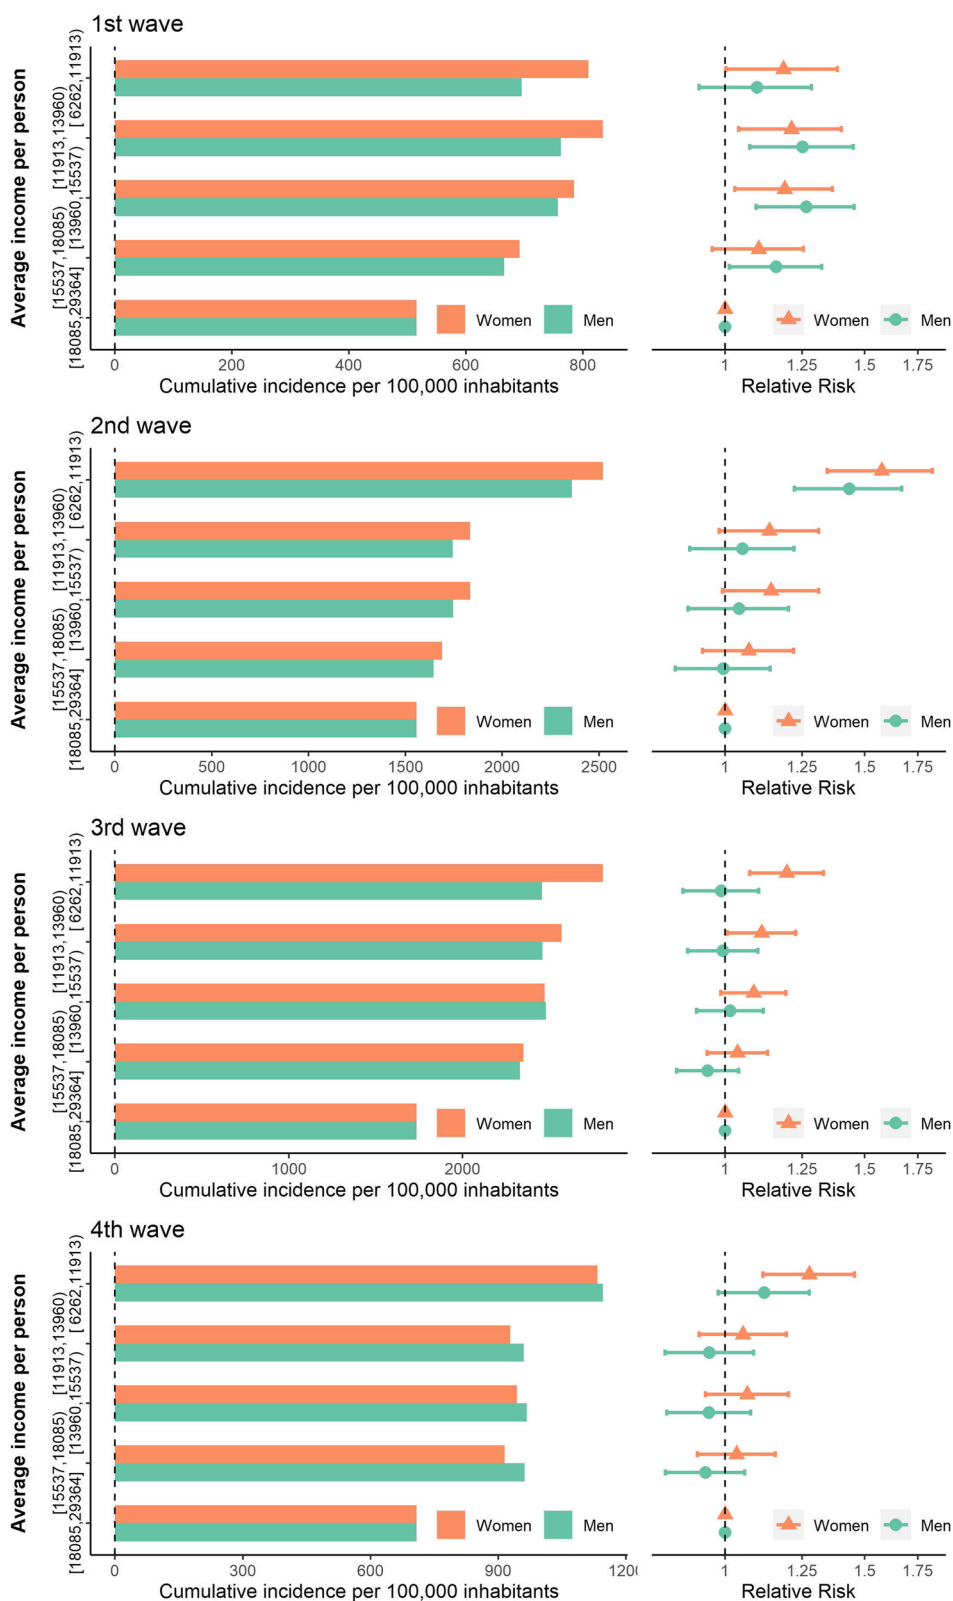 1st wave
Average income per person
[ 6262,11913)
[11913,13960)
[13960,15537)
[15537,18085)
[18085,29364]
Women Men
Women Men
0 200 400 600 800
1 1.25 1.5 1.75
Cumulative incidence per 100,000 inhabitants
Relative Risk
2nd wave
Average income per person
[ 6262,11913)
[11913,13960)
[13960,15537)
[15537,18085)
[18085,29364]
Women Men
Women Men
0 500 1000 1500 2000 2500
1 1.25 1.5 1.75
Cumulative incidence per 100,000 inhabitants
Relative Risk
3rd wave
Average income per person
[ 6262,11913)
[11913,13960)
[13960,15537)
[15537,18085)
[18085,29364]
Women Men
Women Men
0 1000 2000
1 1.25 1.5 1.75
Cumulative incidence per 100,000 inhabitants
Relative Risk
4th wave
Average income per person
[ 6262,11913)
[11913,13960)
[13960,15537)
[15537,18085)
[18085,29364]
Women Men
Women Men
0 300 600 900 120
1 1.25 1.5 1.75
Cumulative incidence per 100,000 inhabitants
Relative Risk